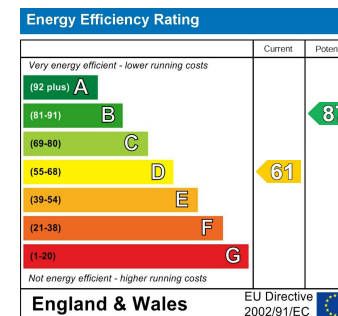 Energy Efficiency Rating
Current
Very energy efficient - lower running costs
(92 plus) A
(81-91) B
(69-80) C
(55-68) D
61
(39-54) E
(21-38) F
(1-20) G
Not energy efficient - higher running costs
England & Wales
EU Directive
2002/91/EC